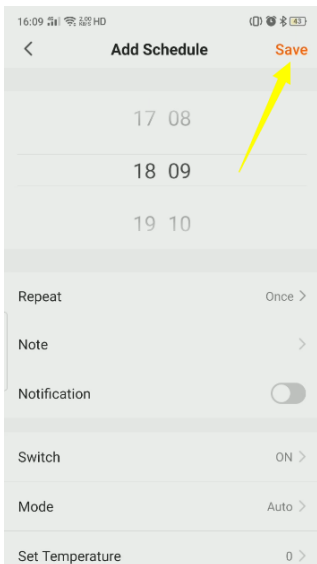 16:09 HD 43
Add Schedule Save
17 08
18 09
19 10
Repeat Once
Note
Notification
Switch ON
Mode Auto
Set Temperature 0